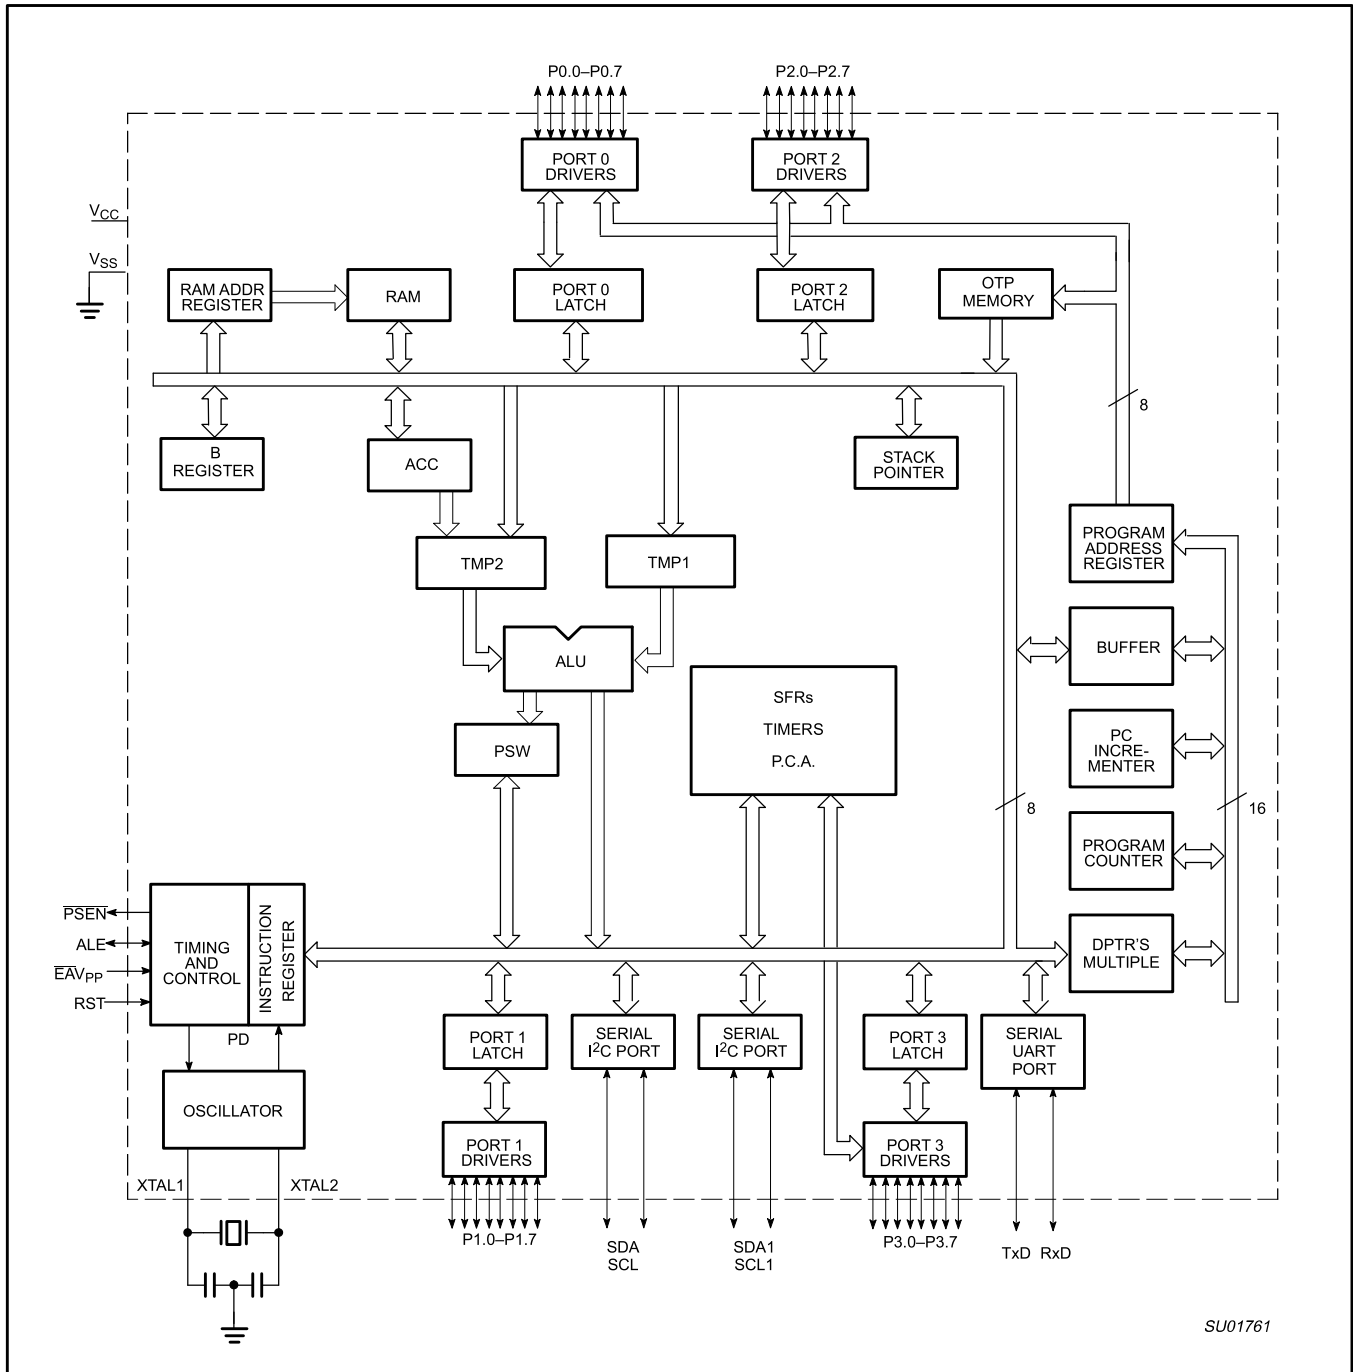 P0.0–P0.7
P2.0–P2.7
PORT 0
DRIVERS
PORT 2
DRIVERS
VCC
VSS
RAM ADDR
REGISTER
RAM
PORT 0
LATCH
PORT 2
LATCH
OTP
MEMORY
8
B
REGISTER
ACC
STACK
POINTER
PROGRAM
ADDRESS
REGISTER
TMP2
TMP1
BUFFER
ALU
SFRs
TIMERS
P.C.A.
PSW
PC
INCRE-
MENTER
8
16
PROGRAM
COUNTER
PSEN
ALE
EAVPP
RST
TIMING
AND
CONTROL
INSTRUCTION
REGISTER
DPTR'S
MULTIPLE
PD
PORT 1
LATCH
SERIAL
I2C PORT
SERIAL
I2C PORT
PORT 3
LATCH
SERIAL
UART
PORT
OSCILLATOR
PORT 1
DRIVERS
PORT 3
DRIVERS
XTAL1
XTAL2
P1.0–P1.7
SDA
SCL
SDA1
SCL1
P3.0–P3.7
TxD RxD
SU01761